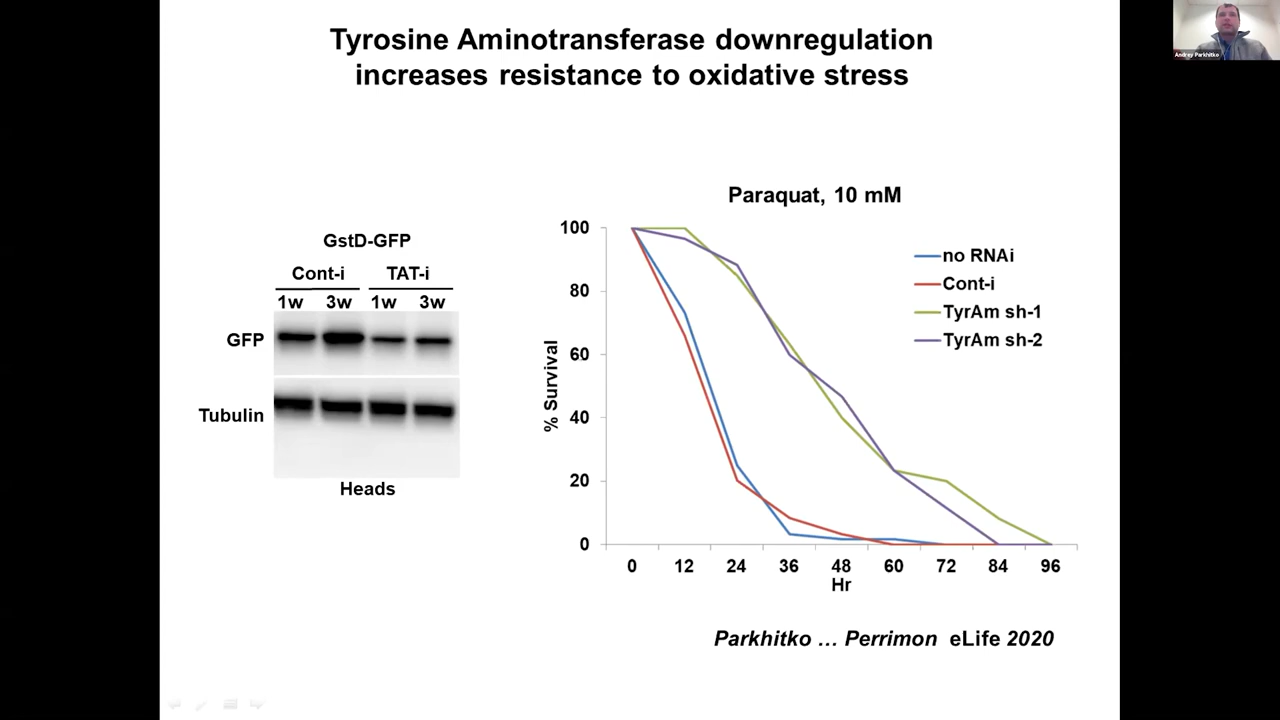 Tyrosine Aminotransferase downregulation
increases resistance to oxidative stress
Andrey Parkhitko
GstD-GFP
Cont-i TAT-i
1w 3w 1w 3w
GFP
Tubulin
Heads
Paraquat, 10 mM
% Survival
100
80
60
40
20
0
0 12 24 36 48 60 72 84 96
Hr
no RNAi
Cont-i
TyrAm sh-1
TyrAm sh-2
Parkhitko … Perrimon eLife 2020